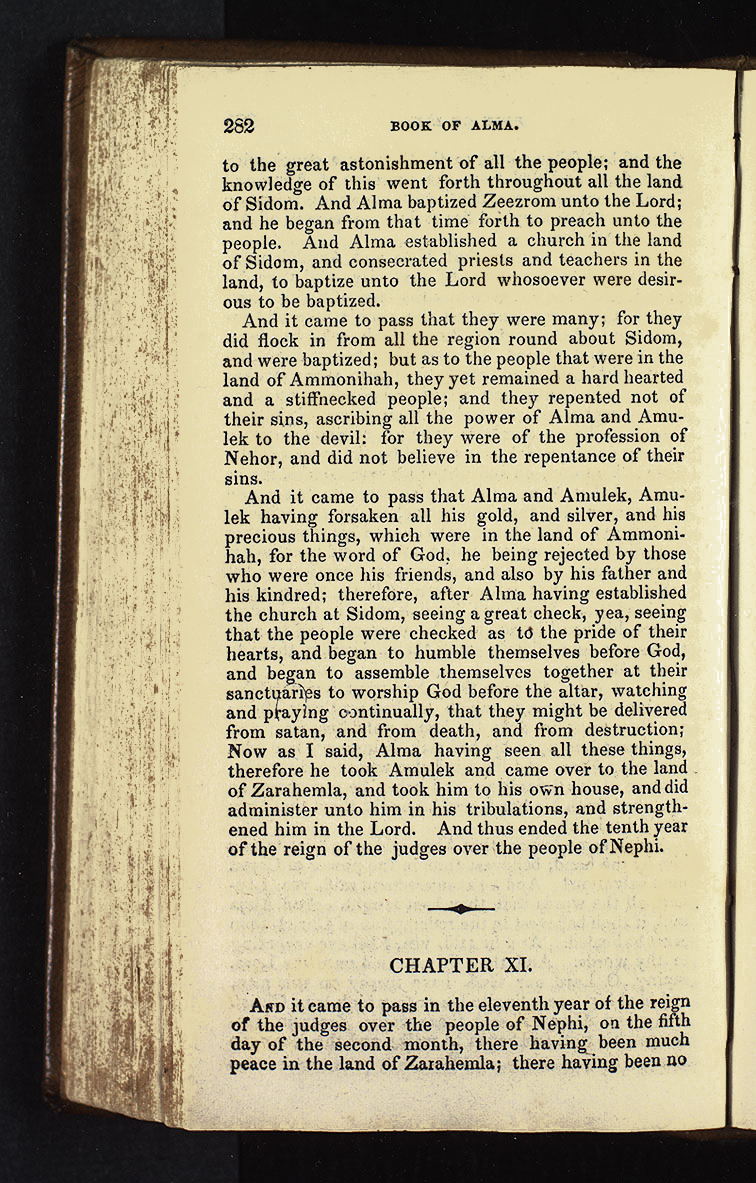 282 BOOK OF ALMA.
to the great astonishment of all the people; and the
knowledge of this went forth throughout all the land
of Sidom. And Alma baptized Zeezrom unto the Lord;
and he began from that time forth to preach unto the
people. And Alma established a church in the land
of Sidom, and consecrated priests and teachers in the
land, to baptize unto the Lord whosoever were desir-
ous to be baptized.
And it came to pass that they were many; for they
did flock in from all the region round about Sidom,
and were baptized; but as to the people that were in the
land of Ammonihah, they yet remained a hard hearted
and a stiffnecked people; and they repented not of
their sins, ascribing all the power of Alma and Amu-
lek to the devil: for they were of the profession of
Nehor, and did not believe in the repentance of their
sins.
And it came to pass that Alma and Amulek, Amu-
lek having forsaken all his gold, and silver, and his
precious things, which were in the land of Ammoni-
hah, for the word of God, he being rejected by those
who were once his friends, and also by his father and
his kindred; therefore, after Alma having established
the church at Sidom, seeing a great check, yea, seeing
that the people were checked as to the pride of their
hearts, and began to humble themselves before God,
and began to assemble themselves together at their
sanctuaries to worship God before the altar, watching
and praying continually, that they might be delivered
from satan, and from death, and from destruction;
Now as I said, Alma having seen all these things,
therefore he took Amulek and came over to the land
of Zarahemla, and took him to his own house, and did
administer unto him in his tribulations, and strength-
ened him in the Lord. And thus ended the tenth year
of the reign of the judges over the people of Nephi.
CHAPTER XI.
AND it came to pass in the eleventh year of the reign
of the judges over the people of Nephi, on the fifth
day of the second month, there having been much
peace in the land of Zarahemla; there having been no